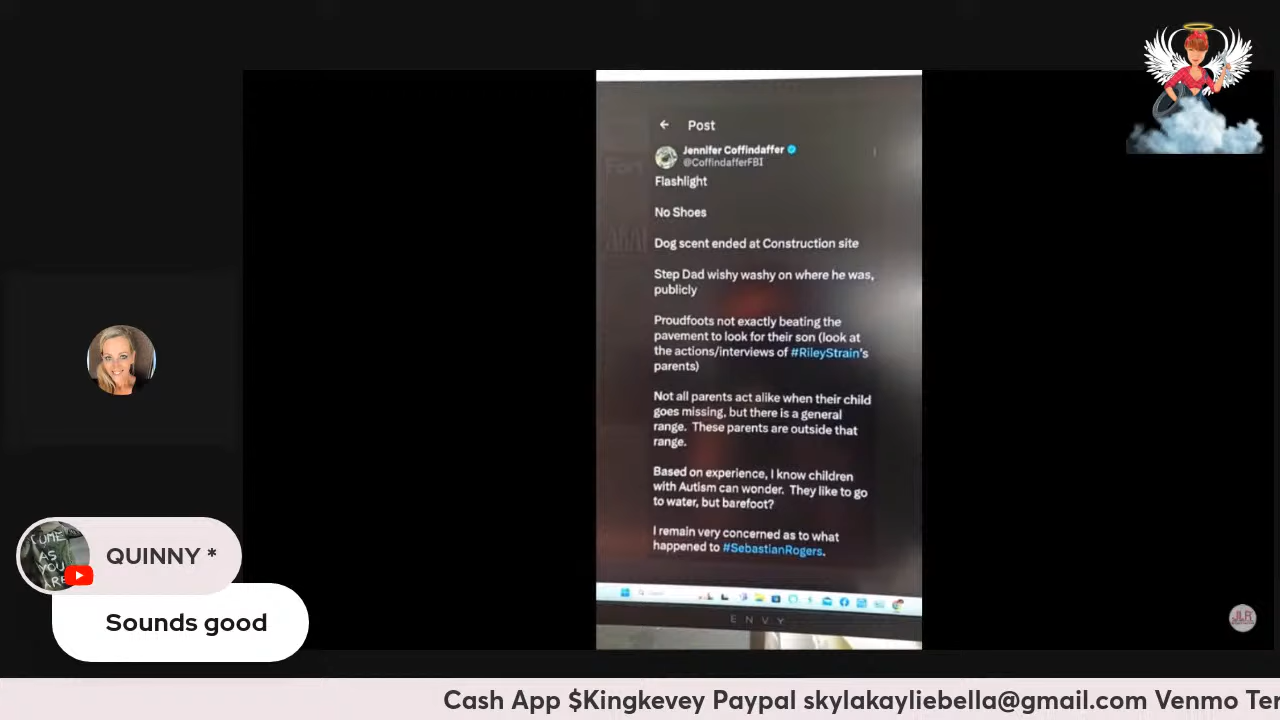 Post
Jennifer Coffindaffer
@CoffindafferFBI
Flashlight
No Shoes
Dog scent ended at Construction site
Step Dad wishy washy on where he was,
publicly
Proudfoots not exactly beating the
pavement to look for their son (look at
the actions/interviews of #RileyStrain's
parents)
Not all parents act alike when their child
goes missing, but there is a general
range. These parents are outside that
range.
Based on experience, I know children
with Autism can wonder. They like to go
to water, but barefoot?
I remain very concerned as to what
happened to #SebastianRogers.
ENVY
COME
AS
YOU
ARE
QUINNY *
Sounds good
JLR
Cash App $Kingkevey Paypal skylakayliebella@gmail.com Venmo Ter